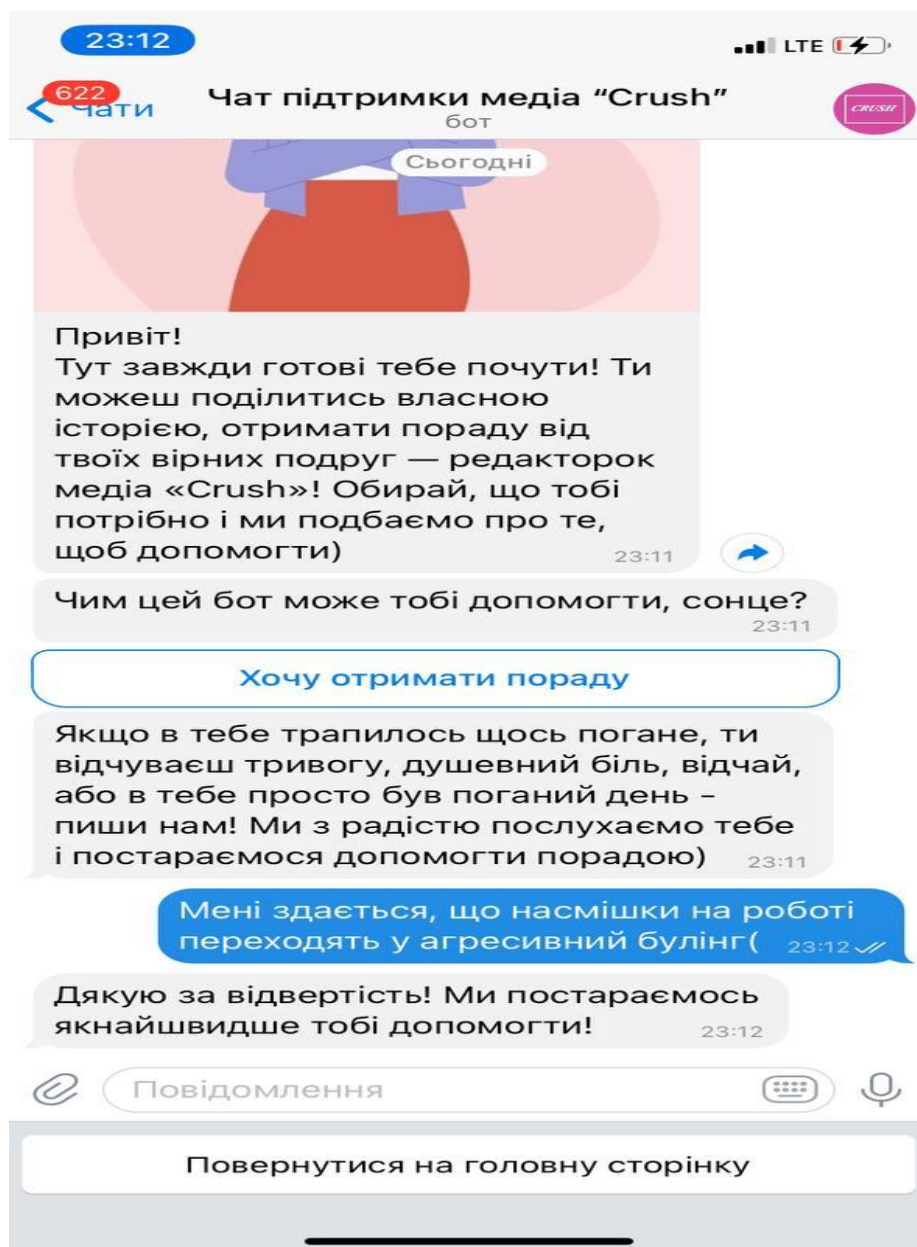 23:12
LTE
622
Чати
Чат підтримки медіа “Crush”
бот
CRUSH
Сьогодні
Привіт!
Тут завжди готові тебе почути! Ти
можеш поділитись власною
історією, отримати пораду від
твоїх вірних подруг — редакторок
медіа «Crush»! Обирай, що тобі
потрібно і ми подбаємо про те,
щоб допомогти)
23:11
Чим цей бот може тобі допомогти, сонце?
23:11
Хочу отримати пораду
Якщо в тебе трапилось щось погане, ти
відчуваєш тривогу, душевний біль, відчай,
або в тебе просто був поганий день -
пиши нам! Ми з радістю послухаємо тебе
і постараємося допомогти порадою)
23:11
Мені здається, що насмішки на роботі
переходять у агресивний булінг(
23:12
Дякую за відвертість! Ми постараємось
якнайшвидше тобі допомогти!
23:12
Повідомлення
Повернутися на головну сторінку